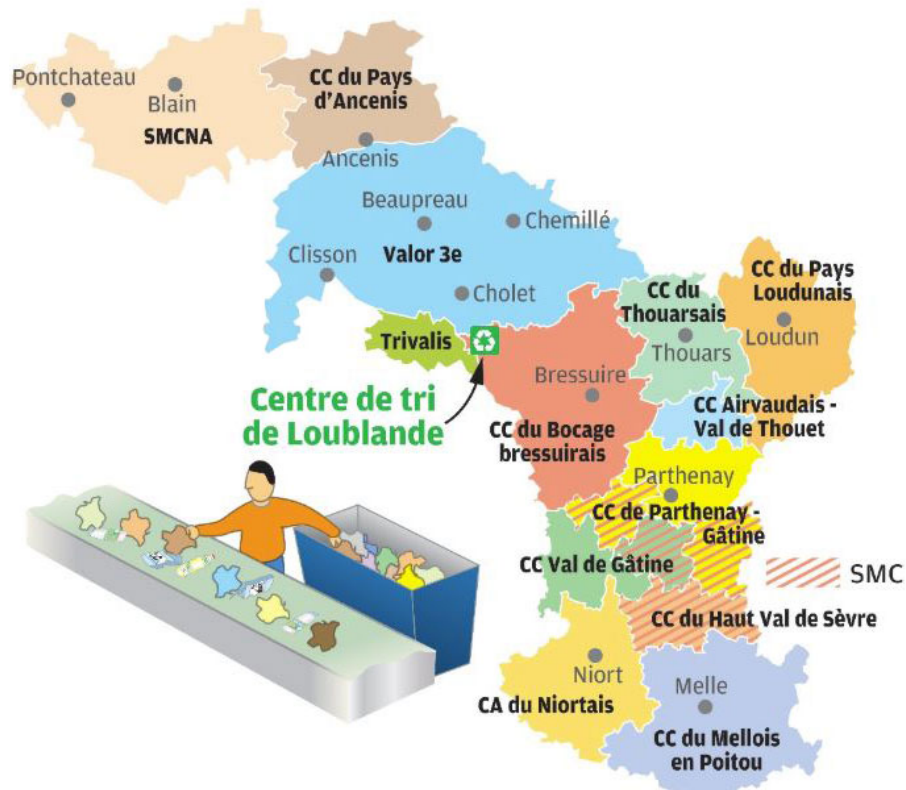 Pontchateau
Blain
SMCNA
CC du Pays
d'Ancenis
Ancenis
Beaupreau
Chemillé
Clisson
Valor 3e
Cholet
CC du Pays
Loudunais
CC du
Thouarsais
Loudun
Trivalis
Thouars
Bressuire
Centre de tri
de Loublande
CC Airvaudais -
Val de Thouet
CC du Bocage
bressuirais
Parthenay
CC de Parthenay -
Gâtine
CC Val de Gâtine
SMC
CC du Haut Val de Sèvre
Niort
Melle
CA du Niortais
CC du Mellois
en Poitou